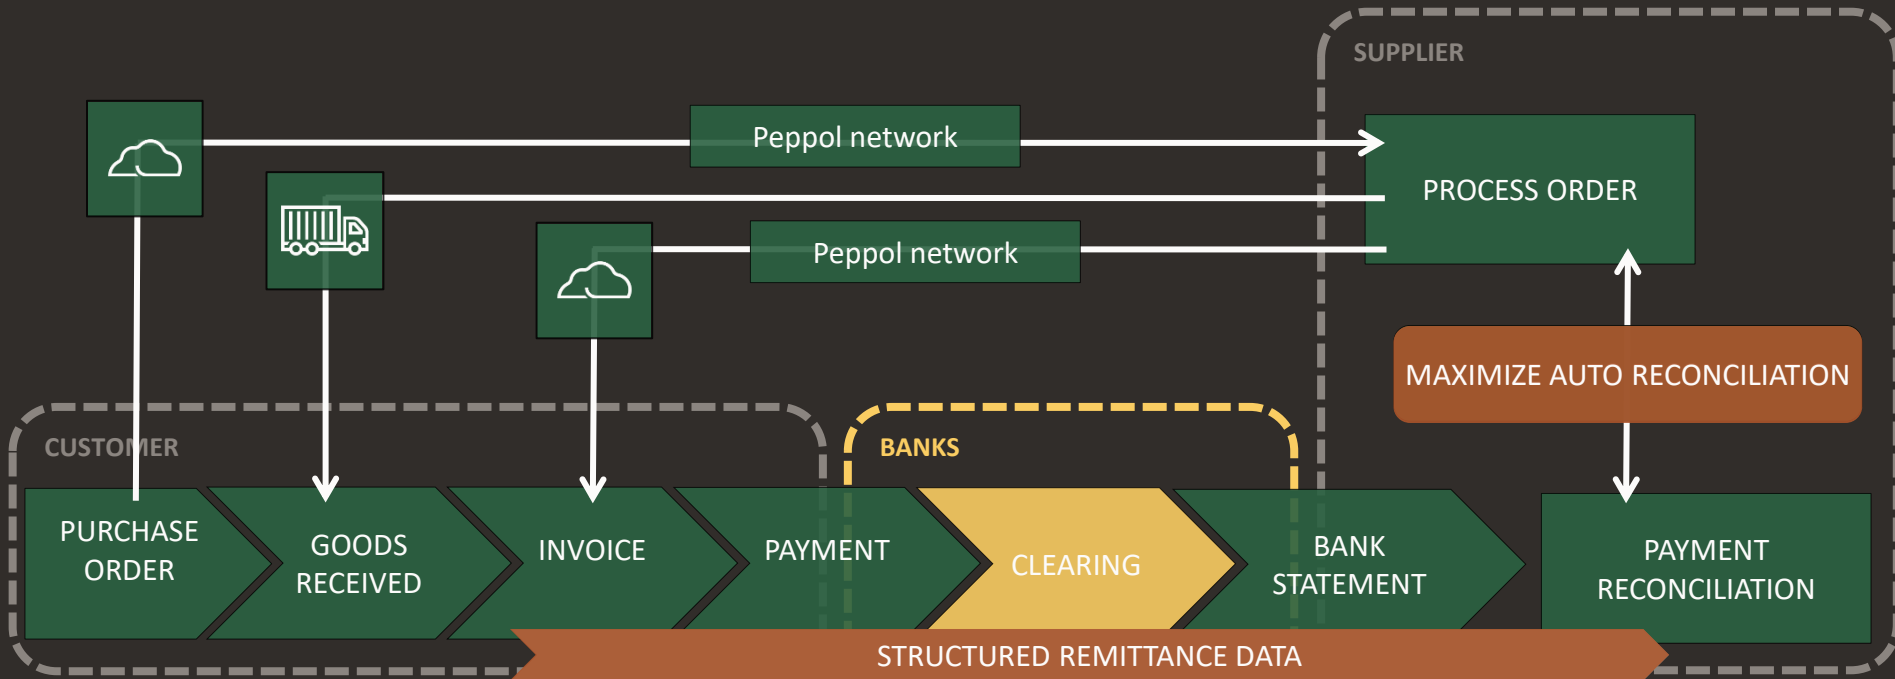 SUPPLIER
Peppol network
PROCESS ORDER
Peppol network
MAXIMIZE AUTO RECONCILIATION
CUSTOMER
BANKS
PURCHASE
ORDER
GOODS
RECEIVED
INVOICE
PAYMENT
CLEARING
BANK
STATEMENT
PAYMENT
RECONCILIATION
STRUCTURED REMITTANCE DATA